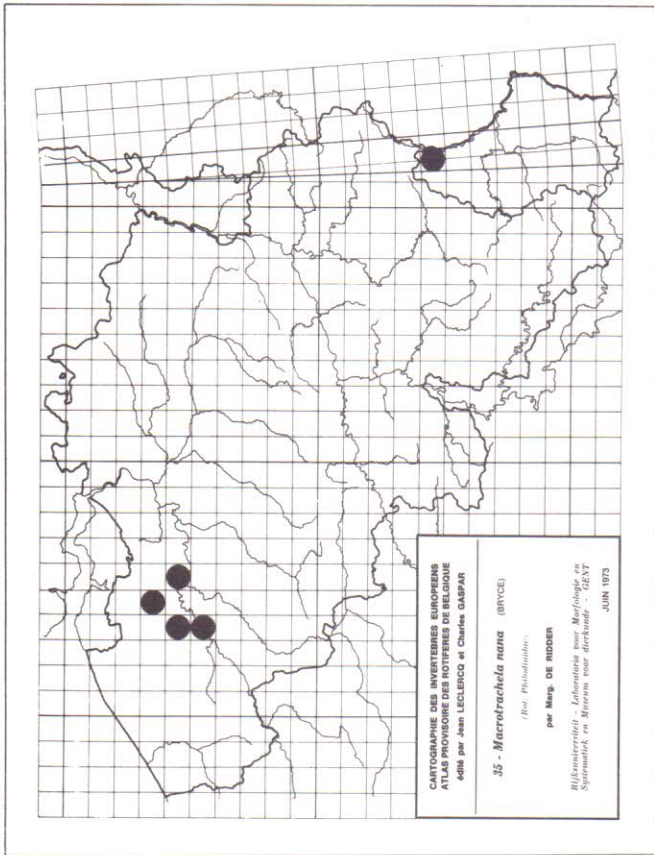 CARTOGRAPHIE DES INVERTEBRES EUROPEENS
ATLAS PROVISOIRE DES ROTIFERES DE BELGIQUE
édité par Jean LECLERCQ et Charles GASPAR
35 - Macrotrachela nana (BRYCE)
(Rot. Philodinidae)
par Marg. DE RIDDER
Rijksuniversiteit - Laboratoria voor Morfologie en
Systematiek en Museum voor dierkunde - GENT
JUIN 1973